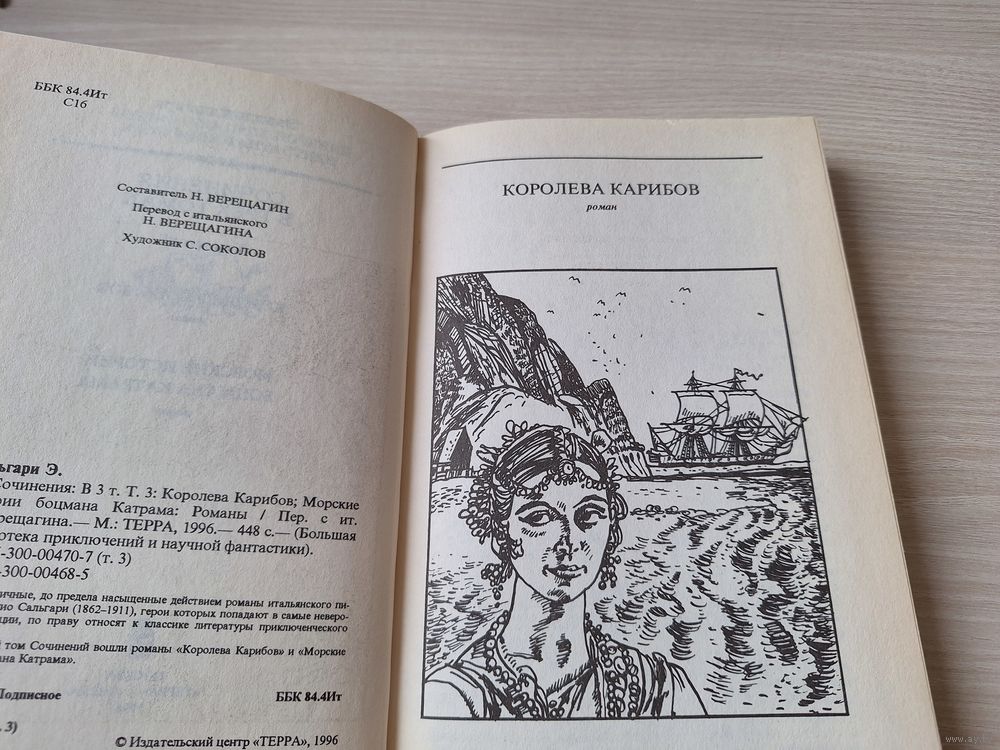 ББК 84.4Ит
С16
Составитель Н. ВЕРЕЩАГИН
Перевод с итальянского
Н. ВЕРЕЩАГИНА
Художник С. СОКОЛОВ
ьгари Э.
Сочинения: В 3 т. Т. 3: Королева Карибов; Морские
рии боцмана Катрама: Романы / Пер. с ит.
рещагина.— М.: ТЕРРА, 1996.— 448 с.— (Большая
отека приключений и научной фантастики).
-300-00470-7 (т. 3)
-300-00468-5
ичные, до предела насыщенные действием романы итальянского пи-
ио Сальгари (1862–1911), герои которых попадают в самые неверо-
ции, по праву относят к классике литературы приключенческого
том Сочинений вошли романы «Королева Карибов» и «Морские
ана Катрама».
Подписное
ББК 84.4Ит
. 3)
© Издательский центр «ТЕРРА», 1996
КОРОЛЕВА КАРИБОВ
роман